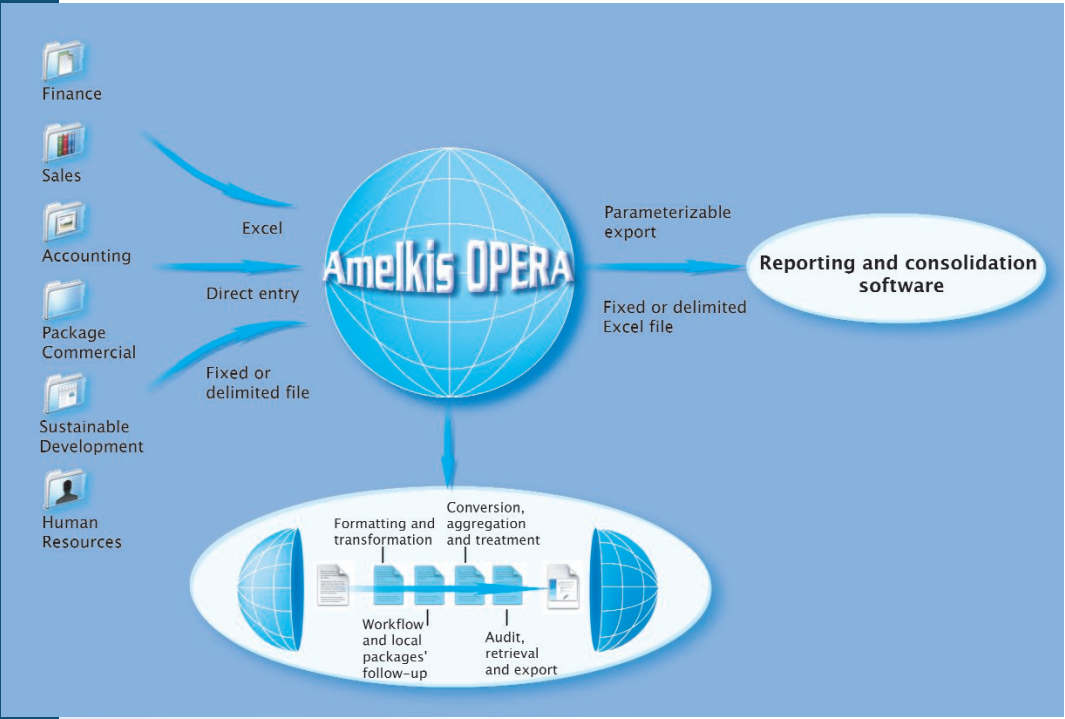 Finance
Sales
Accounting
Package
Commercial
Sustainable
Development
Human
Resources
Excel
Direct entry
Fixed or
delimited file
Amelkis OPERA
Parameterizable
export
Fixed or delimited
Excel file
Reporting and consolidation
software
Formatting and
transformation
Conversion,
aggregation
and treatment
Workflow
and local
packages'
follow-up
Audit,
retrieval
and export